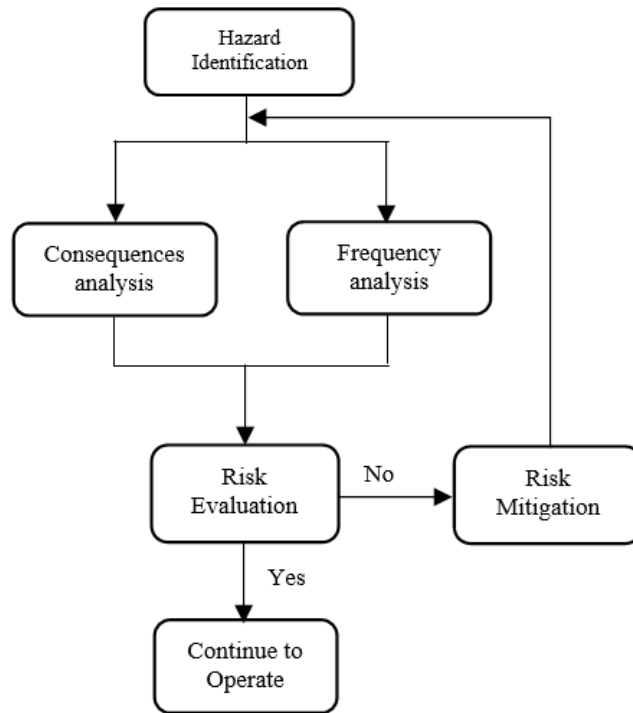 Hazard
Identification
Consequences
analysis
Frequency
analysis
Risk
Evaluation
No
Risk
Mitigation
Yes
Continue to
Operate